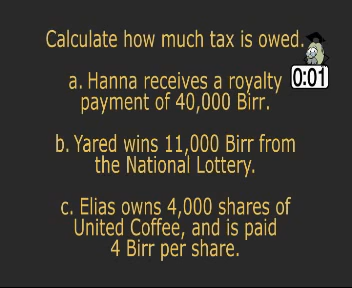 Calculate how much tax is owed.
a. Hanna receives a royalty
payment of 40,000 Birr.
0:01
b. Yared wins 11,000 Birr from
the National Lottery.
c. Elias owns 4,000 shares of
United Coffee, and is paid
4 Birr per share.